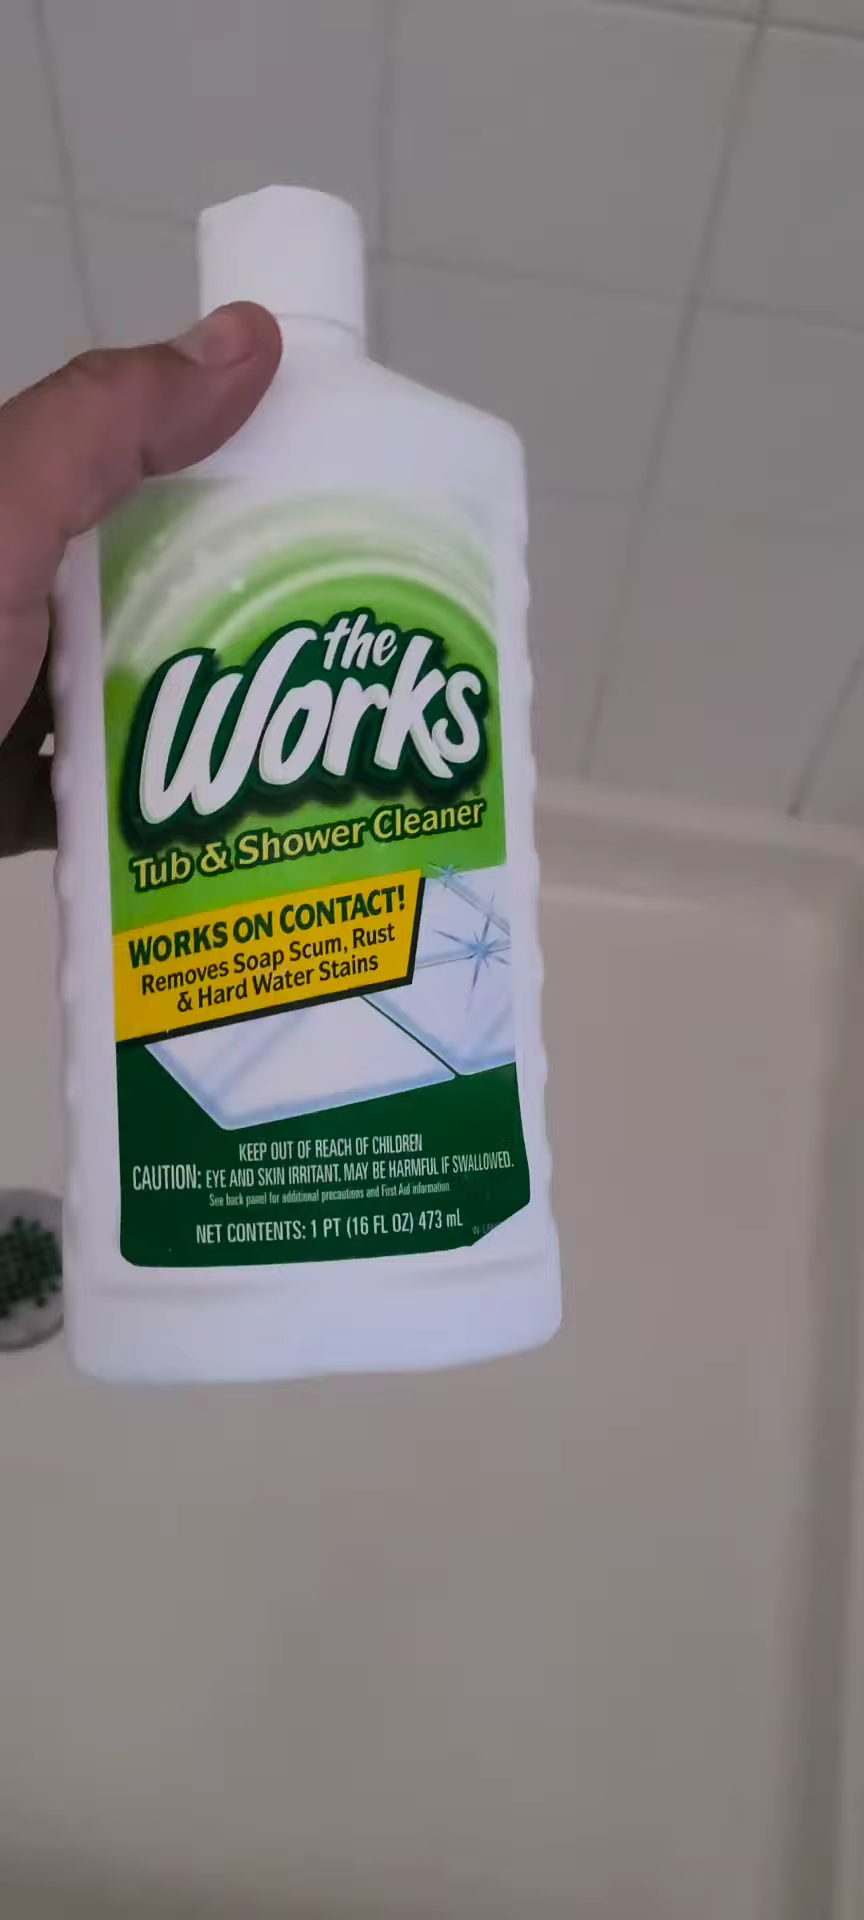 the
Works
Tub & Shower Cleaner
WORKS ON CONTACT!
Removes Soap Scum, Rust
& Hard Water Stains
KEEP OUT OF REACH OF CHILDREN
CAUTION: EYE AND SKIN IRRITANT. MAY BE HARMFUL IF SWALLOWED.
See back panel for additional precautions and First Aid information.
NET CONTENTS: 1 PT (16 FL OZ) 473 mL